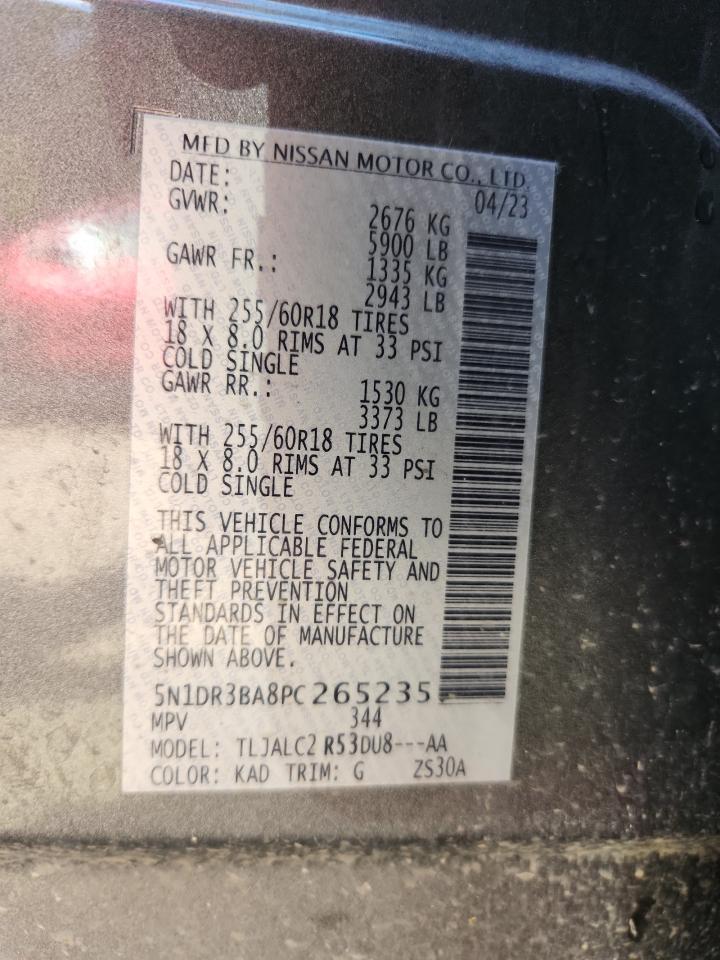 MFD BY NISSAN MOTOR CO., LTD.
DATE: 04/23
GVWR: 2676 KG
5900 LB
GAWR FR.: 1335 KG
2943 LB
WITH 255/60R18 TIRES
18 X 8.0 RIMS AT 33 PSI
COLD SINGLE
GAWR RR.: 1530 KG
3373 LB
WITH 255/60R18 TIRES
18 X 8.0 RIMS AT 33 PSI
COLD SINGLE
THIS VEHICLE CONFORMS TO
ALL APPLICABLE FEDERAL
MOTOR VEHICLE SAFETY AND
THEFT PREVENTION
STANDARDS IN EFFECT ON
THE DATE OF MANUFACTURE
SHOWN ABOVE.
5N1DR3BA8PC265235
MPV 344
MODEL: TLJALC2 R53DU8---AA
COLOR: KAD TRIM: G ZS30A